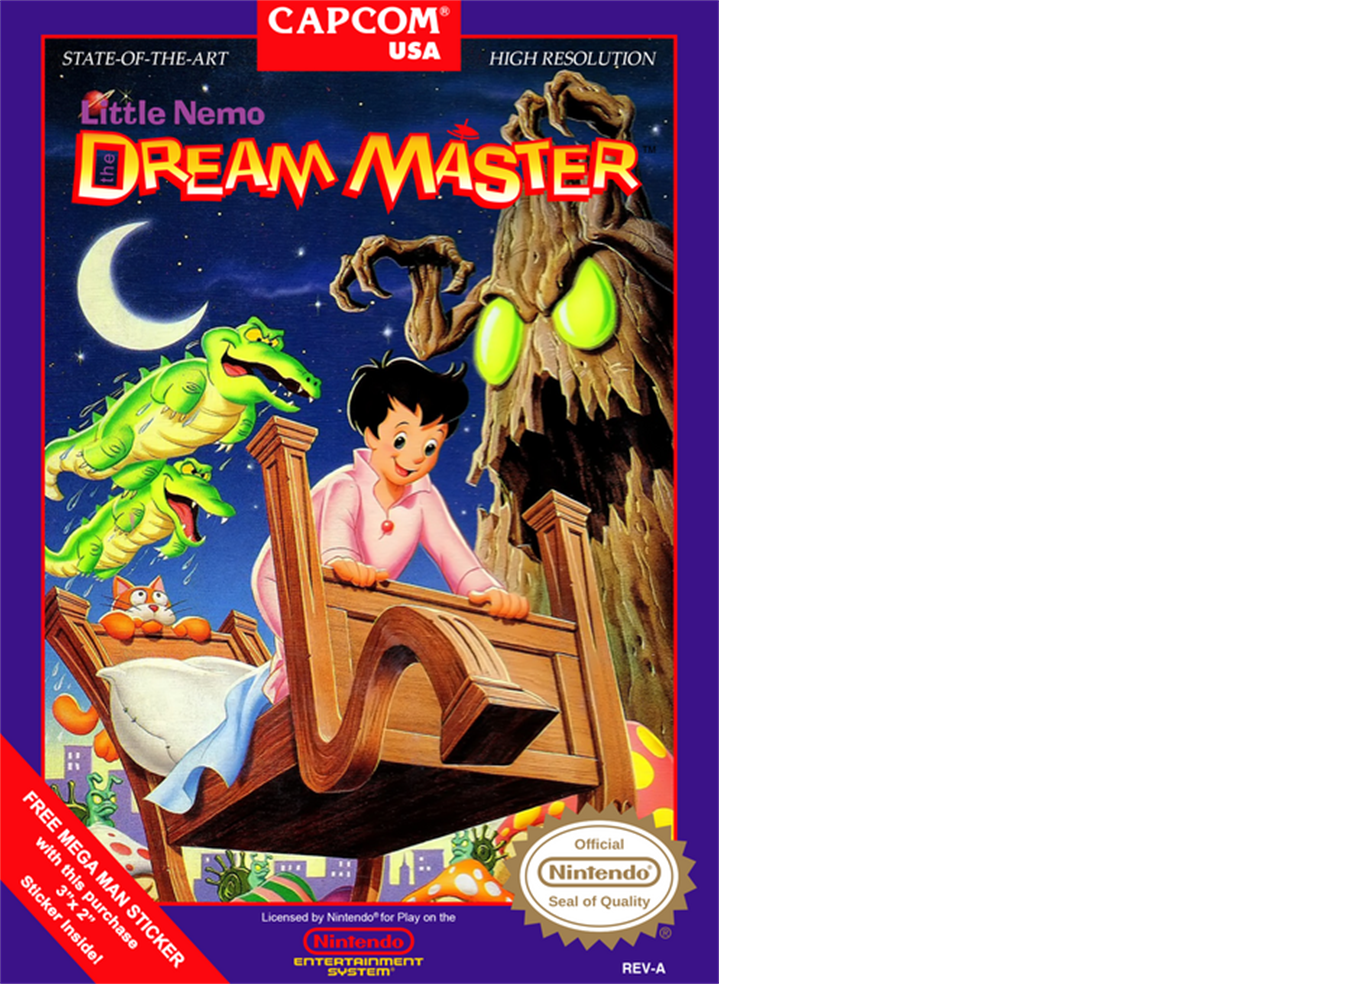 CAPCOM®
USA
STATE-OF-THE-ART
HIGH RESOLUTION
Little Nemo
the
DREAM MASTER™
FREE MEGA MAN STICKER
with this purchase
3"x 2"
Sticker Inside!
Official
Nintendo®
Seal of Quality
®
Licensed by Nintendo® for Play on the
Nintendo
ENTERTAINMENT
SYSTEM®
REV-A